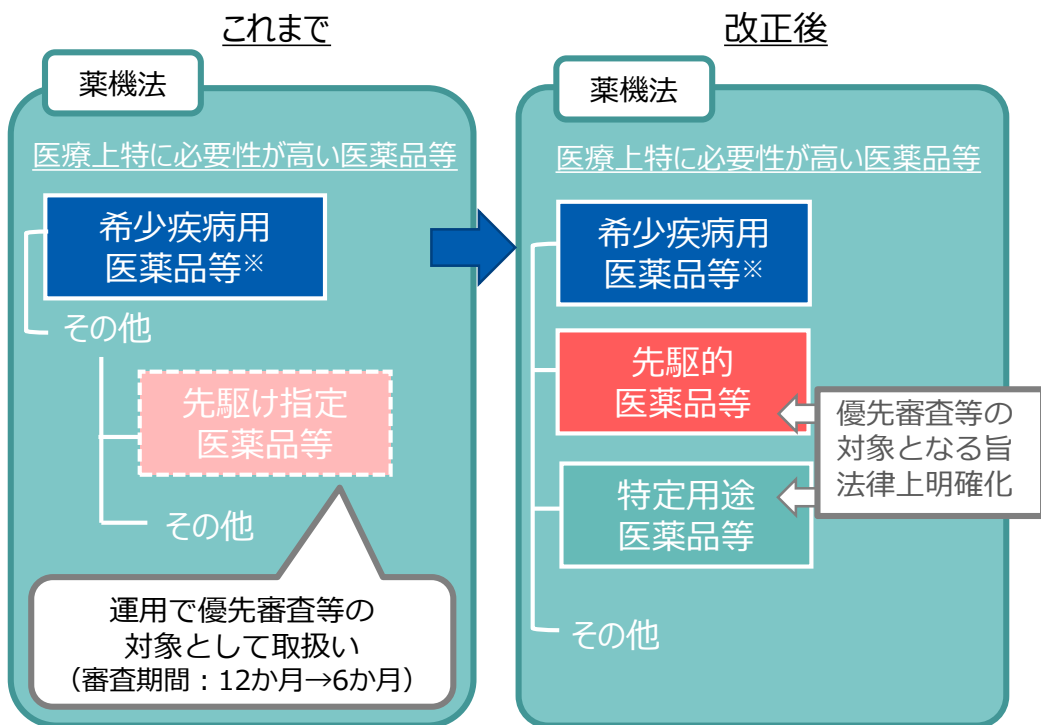 これまで
薬機法
医療上特に必要性が高い医薬品等
希少疾病用
医薬品等※
その他
先駆け指定
医薬品等
その他
運用で優先審査等の
対象として取扱い
（審査期間：12か月→6か月）
改正後
薬機法
医療上特に必要性が高い医薬品等
希少疾病用
医薬品等※
先駆的
医薬品等
優先審査等の
対象となる旨
法律上明確化
特定用途
医薬品等
その他